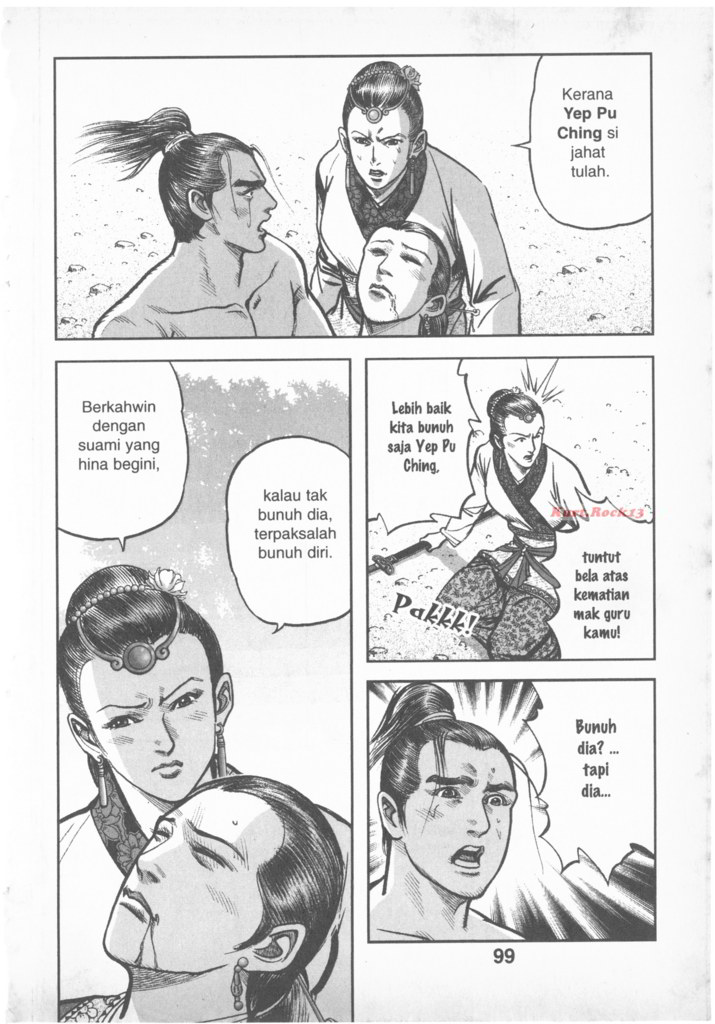 Kerana
Yep Pu
Ching si
jahat
tulah.
Berkahwin
dengan
suami yang
hina begini,
kalau tak
bunuh dia,
terpaksalah
bunuh diri.
Lebih baik
kita bunuh
saja Yep Pu
Ching,
Kurt.Rock13
tuntut
bela atas
kematian
mak guru
kamu!
Pakkk!
Bunuh
dia? ...
tapi
dia...
99